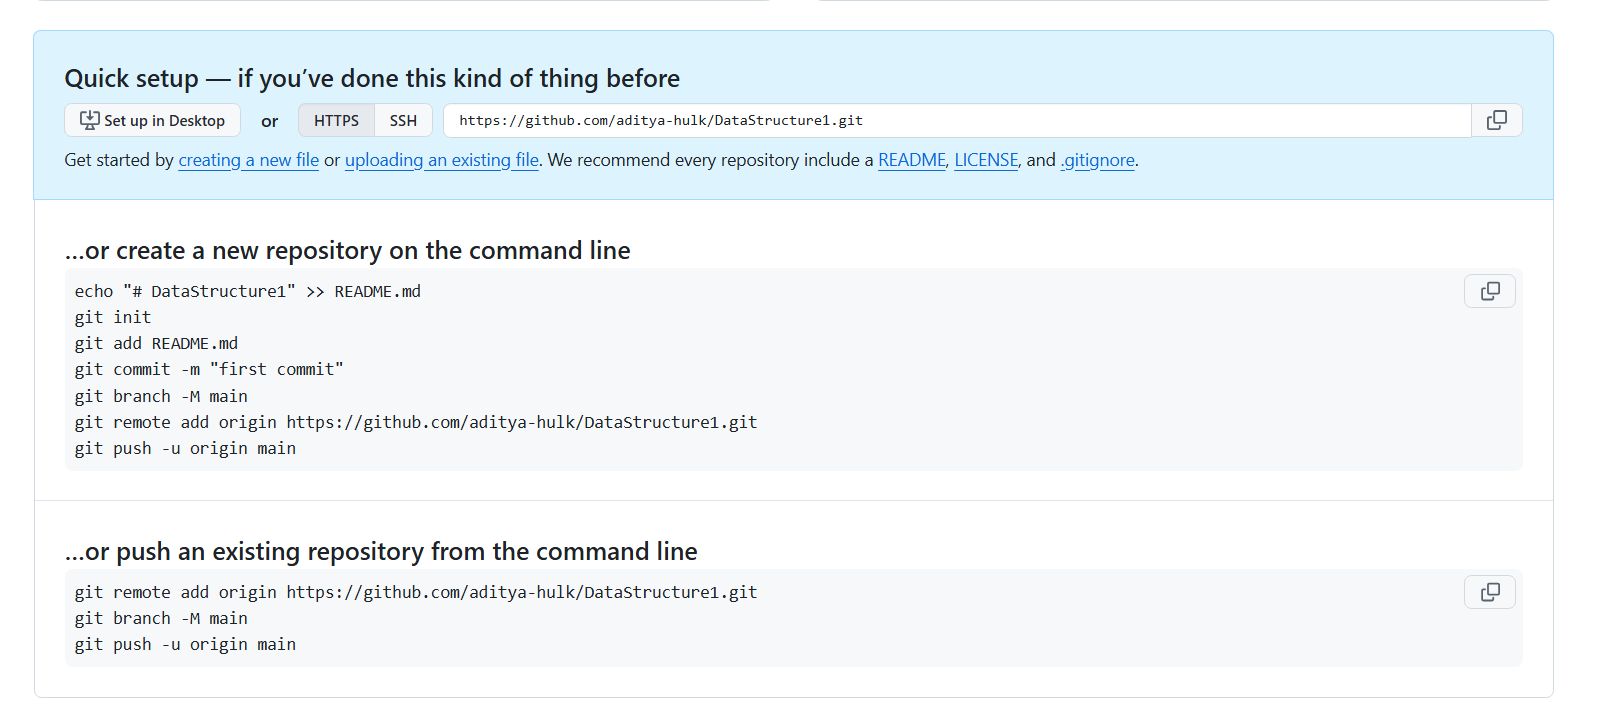 Quick setup — if you’ve done this kind of thing before
Set up in Desktop or HTTPS SSH https://github.com/aditya-hulk/DataStructure1.git
Get started by creating a new file or uploading an existing file. We recommend every repository include a README, LICENSE, and .gitignore.
…or create a new repository on the command line
echo "# DataStructure1" >> README.md
git init
git add README.md
git commit -m "first commit"
git branch -M main
git remote add origin https://github.com/aditya-hulk/DataStructure1.git
git push -u origin main
…or push an existing repository from the command line
git remote add origin https://github.com/aditya-hulk/DataStructure1.git
git branch -M main
git push -u origin main